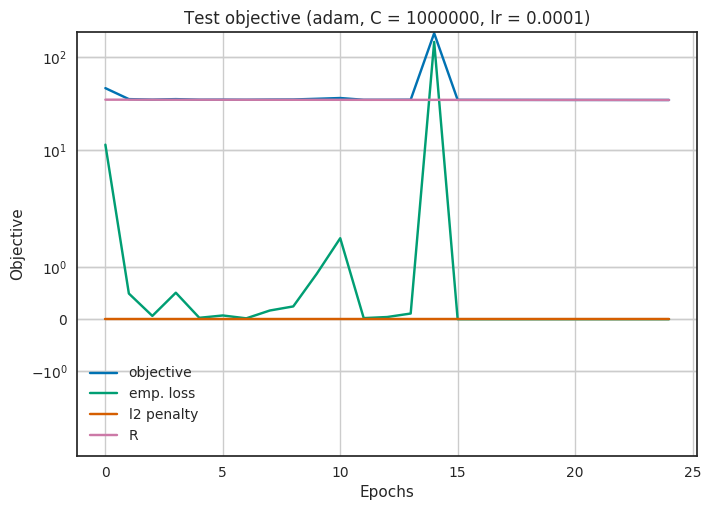 Test objective (adam, C = 1000000, lr = 0.0001)
10²
10¹
10⁰
0
−10⁰
Objective
objective
emp. loss
l2 penalty
R
0 5 10 15 20 25
Epochs